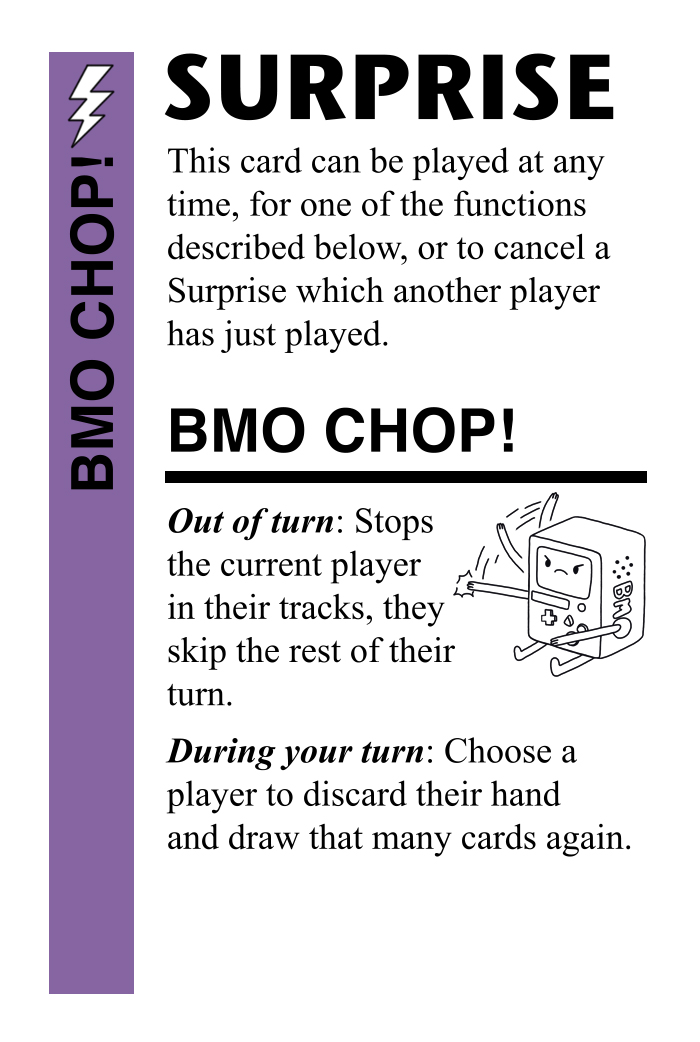 BMO CHOP!
SURPRISE
This card can be played at any
time, for one of the functions
described below, or to cancel a
Surprise which another player
has just played.
BMO CHOP!
Out of turn: Stops
the current player
in their tracks, they
skip the rest of their
turn.
BMO
During your turn: Choose a
player to discard their hand
and draw that many cards again.